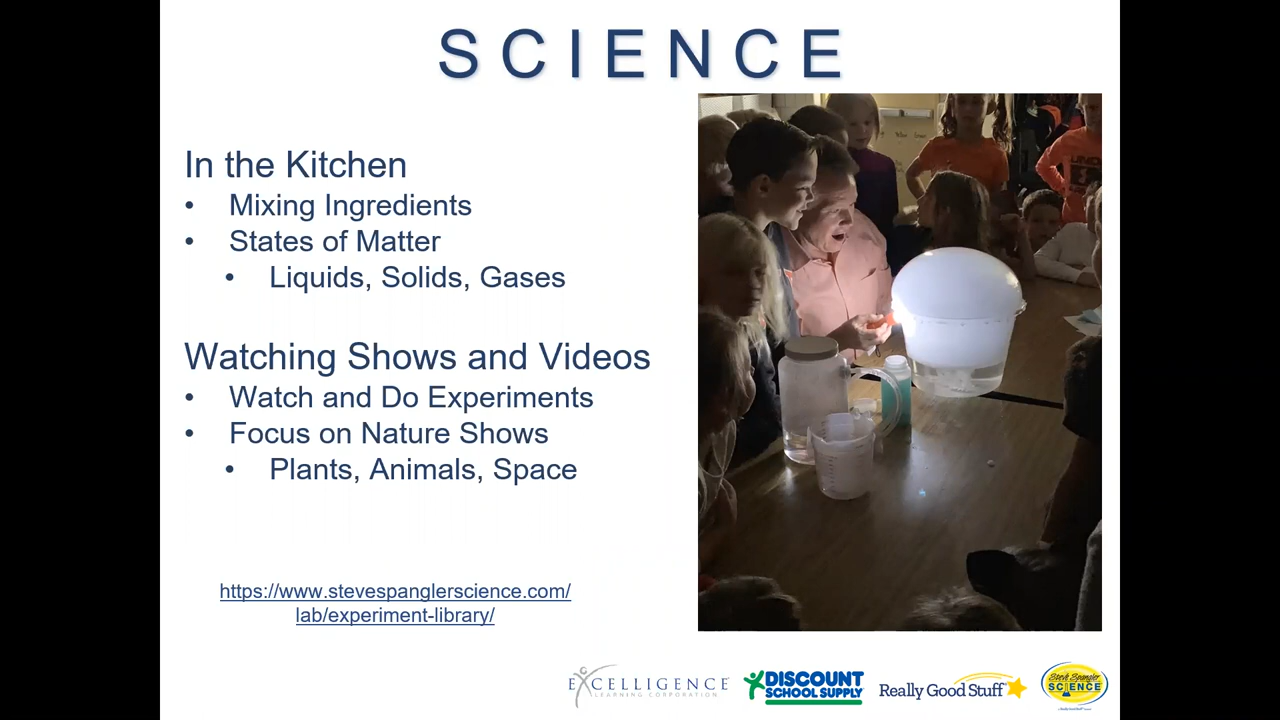 SCIENCE
In the Kitchen
• Mixing Ingredients
• States of Matter
• Liquids, Solids, Gases
Watching Shows and Videos
• Watch and Do Experiments
• Focus on Nature Shows
• Plants, Animals, Space
https://www.stevespanglerscience.com/
lab/experiment-library/
EXCELLIGENCE
LEARNING CORPORATION
DISCOUNT
SCHOOL SUPPLY
Really Good Stuff
Steve Spangler
SCIENCE